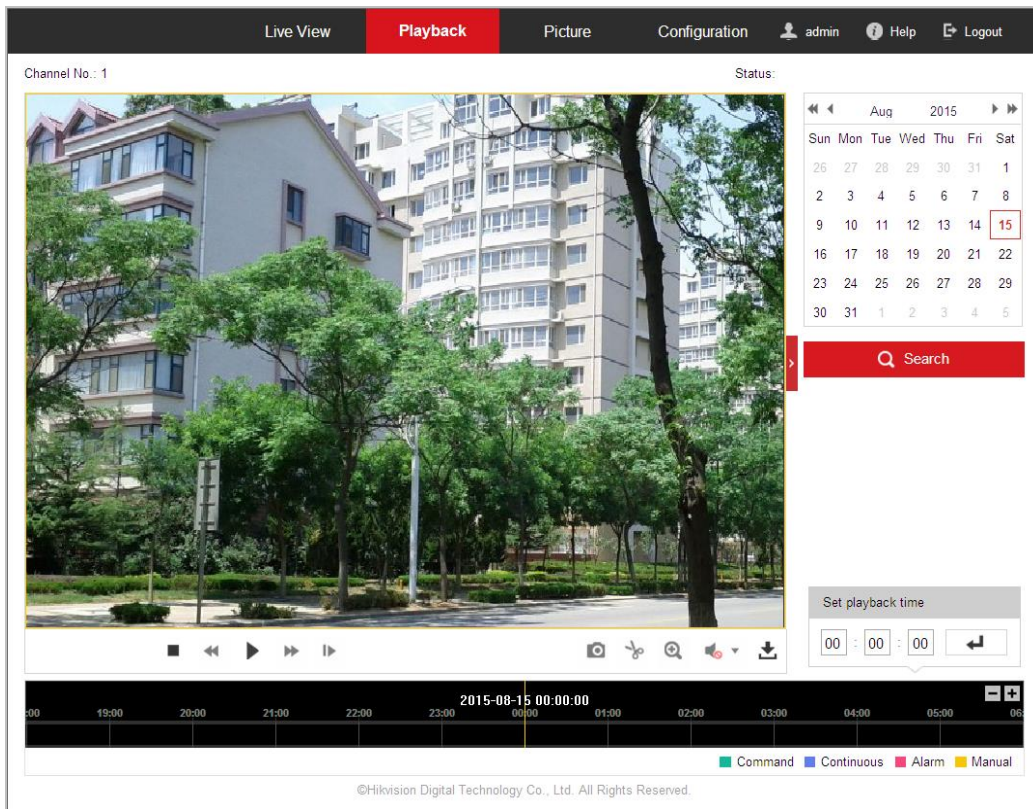 Live View Playback Picture Configuration admin Help Logout
Channel No.: 1 Status:
Aug 2015
Sun Mon Tue Wed Thu Fri Sat
26 27 28 29 30 31 1
2 3 4 5 6 7 8
9 10 11 12 13 14 15
16 17 18 19 20 21 22
23 24 25 26 27 28 29
30 31 1 2 3 4 5
Search
Set playback time
00 : 00 : 00
2015-08-15 00:00:00
:00 19:00 20:00 21:00 22:00 23:00 00:00 01:00 02:00 03:00 04:00 05:00 06:
Command Continuous Alarm Manual
©Hikvision Digital Technology Co., Ltd. All Rights Reserved.